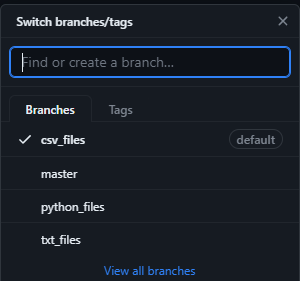 Switch branches/tags
Find or create a branch...
Branches Tags
csv_files default
master
python_files
txt_files
View all branches